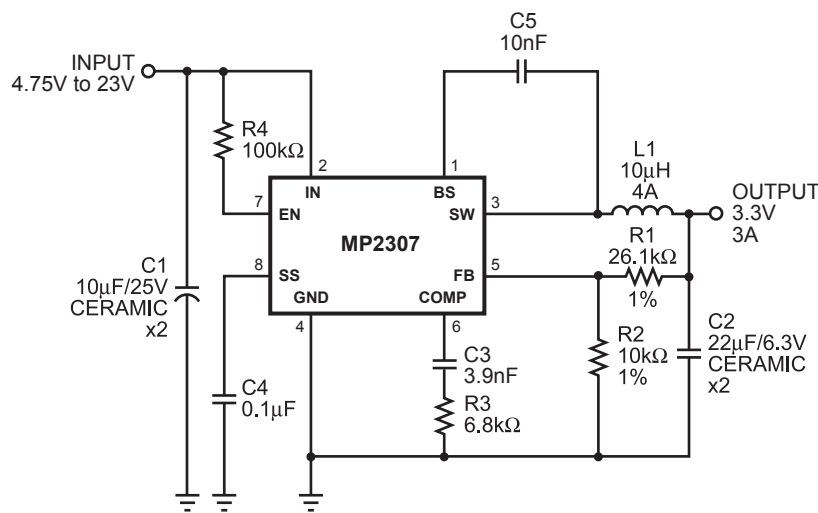 C5
10nF
INPUT
4.75V to 23V
R4
100kΩ
2
1
L1
10µH
4A
OUTPUT
3.3V
3A
IN
BS
3
7
EN
SW
MP2307
R1
26.1kΩ
1%
8
SS
FB
5
C1
10µF/25V
CERAMIC
x2
GND
COMP
4
6
C2
22µF/6.3V
CERAMIC
x2
R2
10kΩ
1%
C3
3.9nF
C4
0.1µF
R3
6.8kΩ